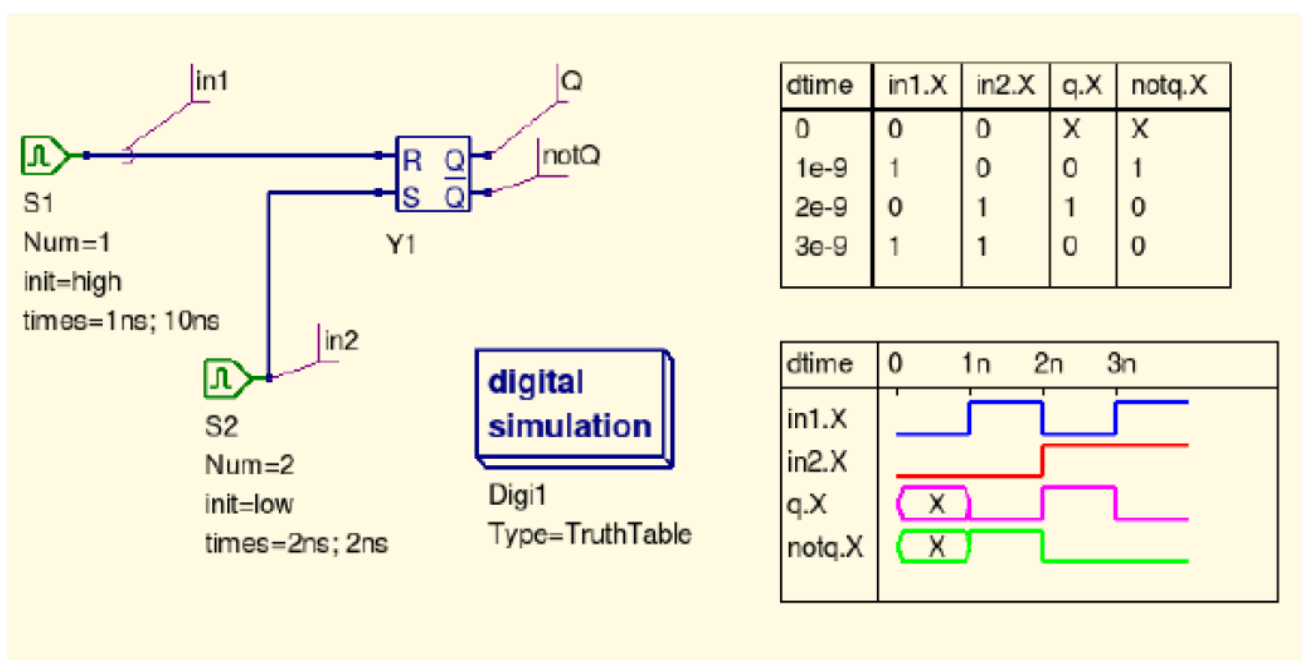 in1
Q
notQ
R Q
S Q
S1
Num=1
init=high
times=1ns; 10ns
Y1
in2
S2
Num=2
init=low
times=2ns; 2ns
digital
simulation
Digi1
Type=TruthTable
dtime in1.X in2.X q.X notq.X
0 0 0 X X
1e-9 1 0 0 1
2e-9 0 1 1 0
3e-9 1 1 0 0
dtime 0 1n 2n 3n
in1.X
in2.X
q.X X
notq.X X